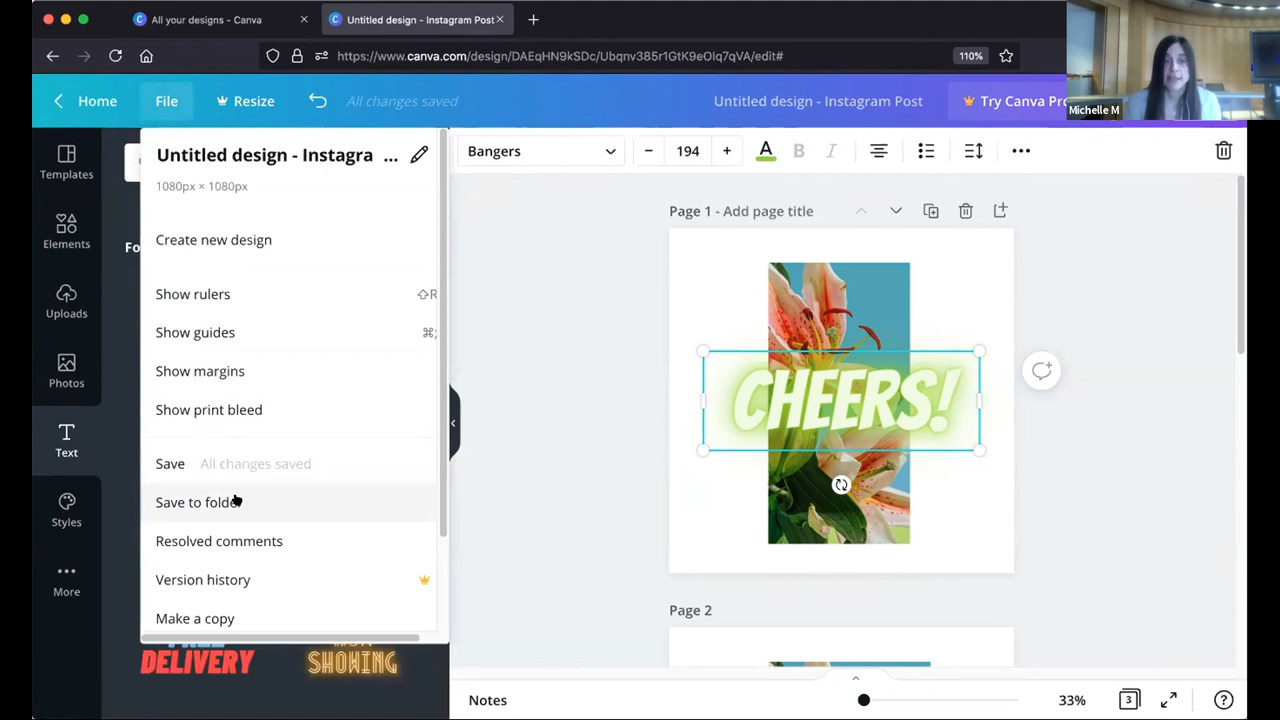 All your designs - Canva
Untitled design - Instagram Post
https://www.canva.com/design/DAEqHN9kSDc/Ubqnv385r1GtK9eOlq7qVA/edit#
110%
Michelle M
Home
File
Resize
All changes saved
Untitled design - Instagram Post
Try Canva Pro
Templates
Elements
Uploads
Photos
Text
Styles
More
Fo
Untitled design - Instagra ...
1080px × 1080px
Create new design
Show rulers ⇧R
Show guides ⌘;
Show margins
Show print bleed
Save All changes saved
Save to folder
Resolved comments
Version history
Make a copy
DELIVERY
SHOWING
Bangers
194
A B I
Page 1 - Add page title
CHEERS!
Page 2
Notes
33%
3